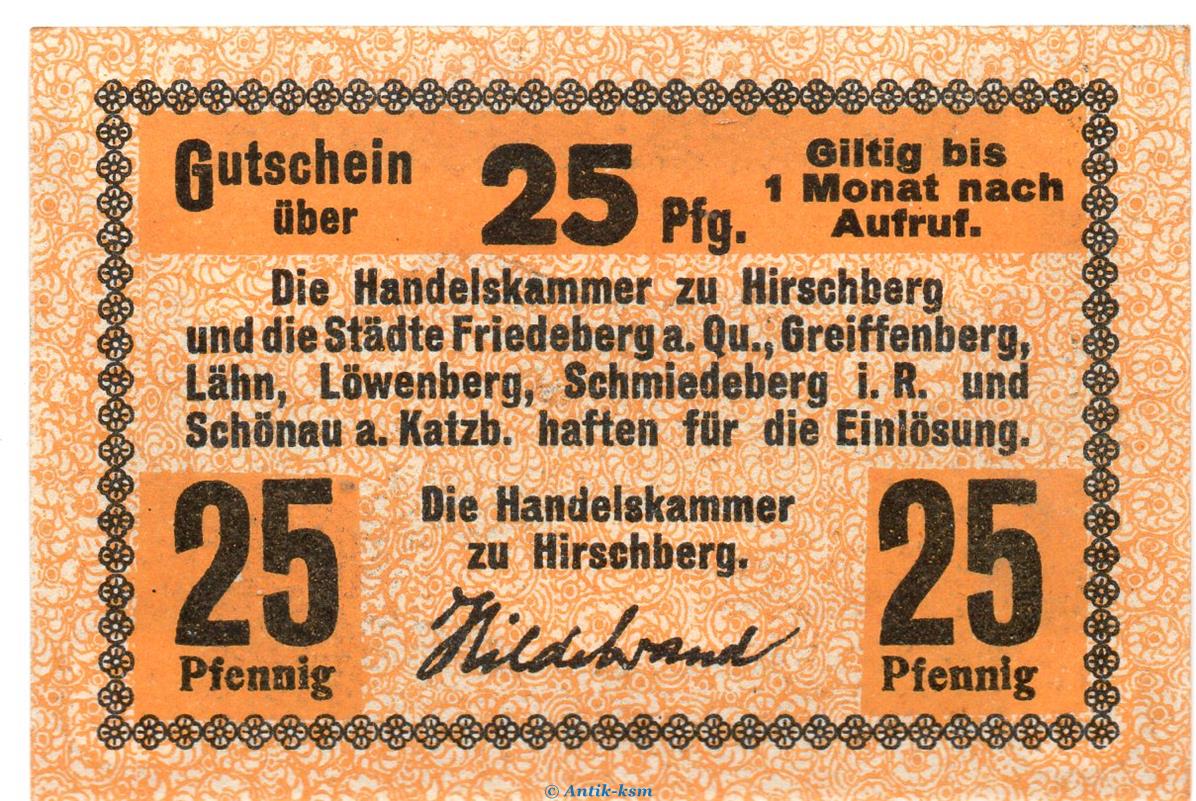 Gutschein
über
25 Pfg.
Giltig bis
1 Monat nach
Aufruf.
Die Handelskammer zu Hirschberg
und die Städte Friedeberg a. Qu., Greiffenberg,
Lähn, Löwenberg, Schmiedeberg i. R. und
Schönau a. Katzb. haften für die Einlösung.
25
Pfennig
Die Handelskammer
zu Hirschberg.
Hildebrand
25
Pfennig
© Antik-ksm